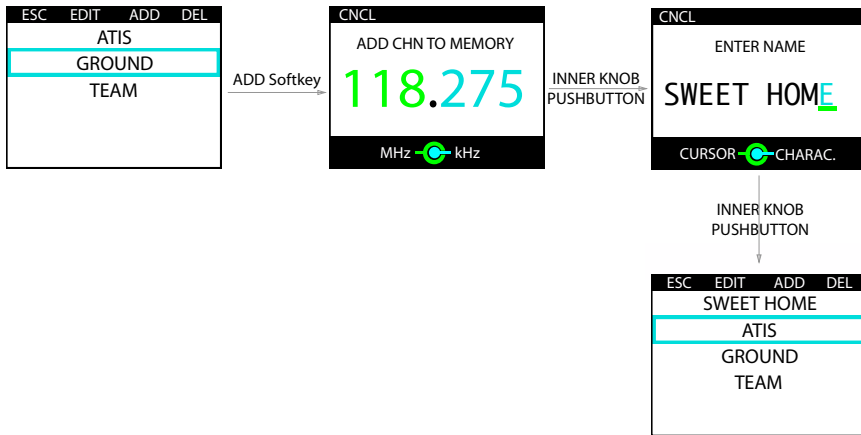 ESC EDIT ADD DEL
ATIS
GROUND
TEAM
ADD Softkey
CNCL
ADD CHN TO MEMORY
118.275
MHz kHz
INNER KNOB
PUSHBUTTON
CNCL
ENTER NAME
SWEET HOME
CURSOR CHARAC.
INNER KNOB
PUSHBUTTON
ESC EDIT ADD DEL
SWEET HOME
ATIS
GROUND
TEAM